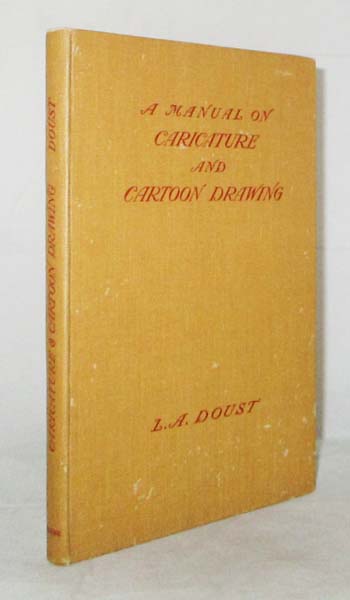 A MANUAL ON
CARICATURE
AND
CARTOON DRAWING
L.A. DOUST
CARICATURE & CARTOON DRAWING DOUST